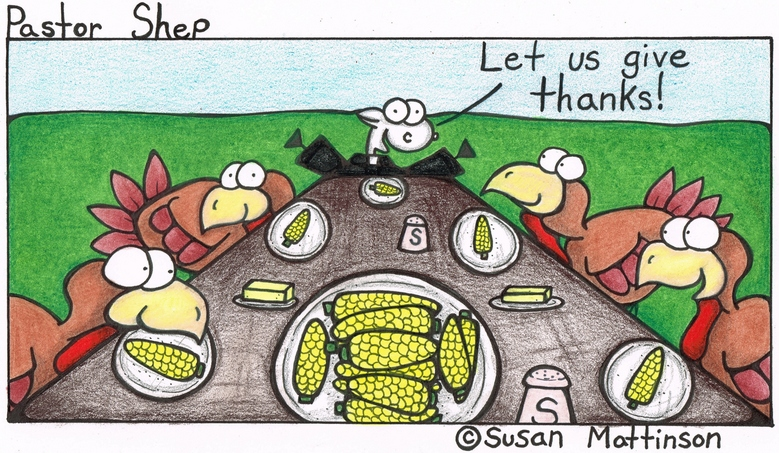 Pastor Shep
Let us give
thanks!
S
S
©Susan Mattinson